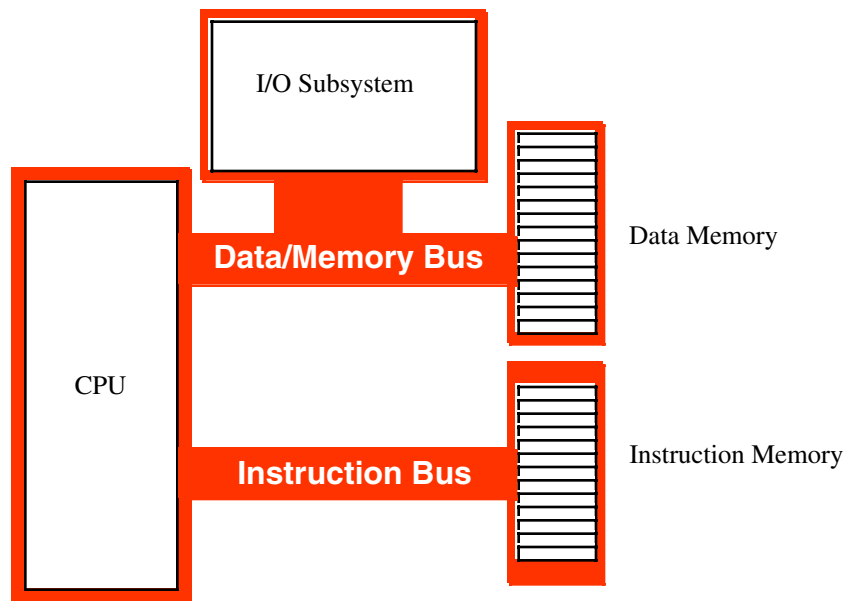 I/O Subsystem
Data Memory
Data/Memory Bus
CPU
Instruction Memory
Instruction Bus